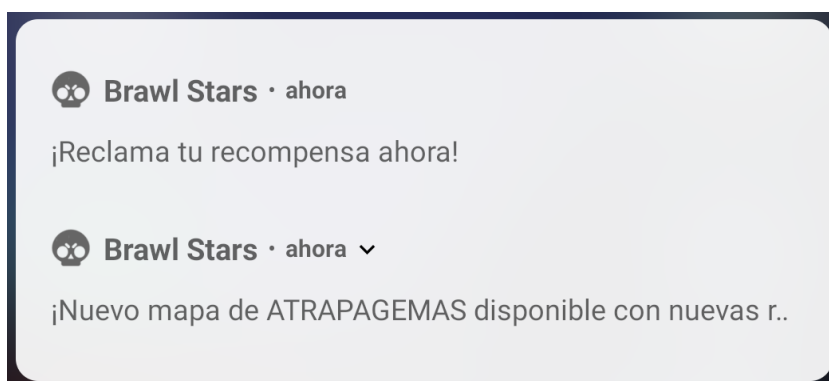 Brawl Stars · ahora
¡Reclama tu recompensa ahora!
Brawl Stars · ahora
¡Nuevo mapa de ATRAPAGEMAS disponible con nuevas r..